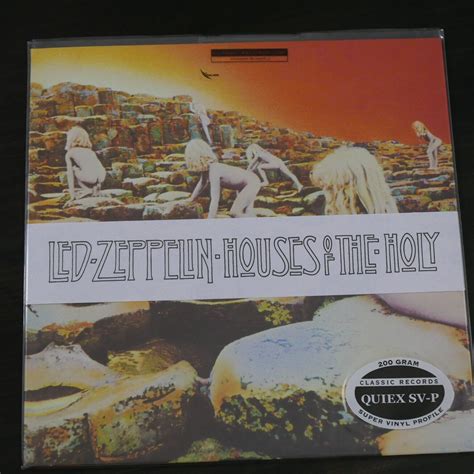 LED·ZEPPELIN·HOUSES OF THE·HOLY
200 GRAM
CLASSIC RECORDS
QUIEX SV-P
SUPER VINYL PROFILE